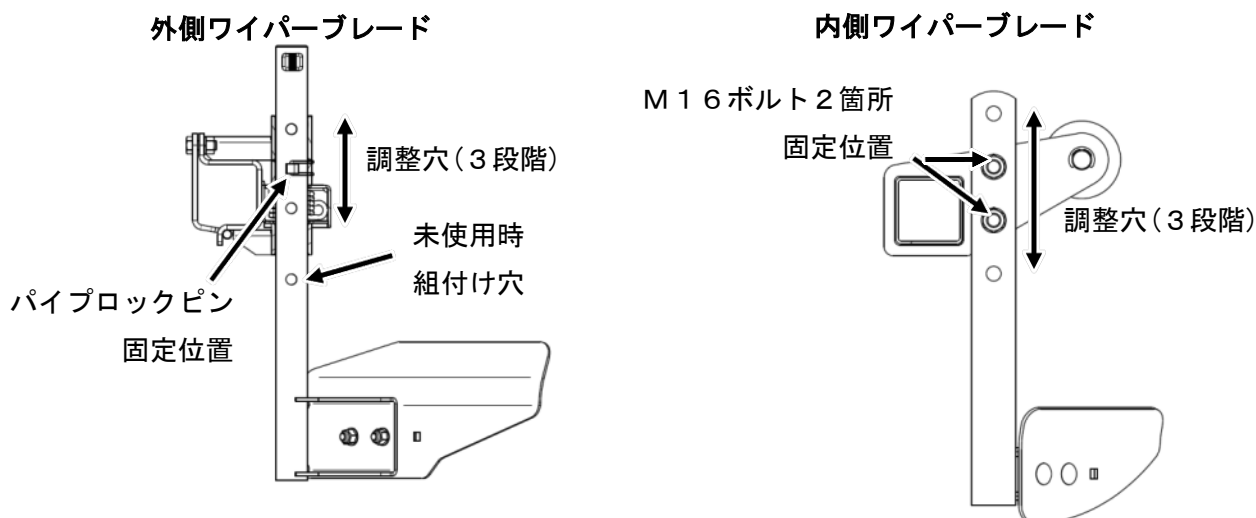 外側ワイパーブレード
調整穴(3段階)
未使用時
組付け穴
パイプロックピン
固定位置
内側ワイパーブレード
M16ボルト2箇所
固定位置
調整穴(3段階)